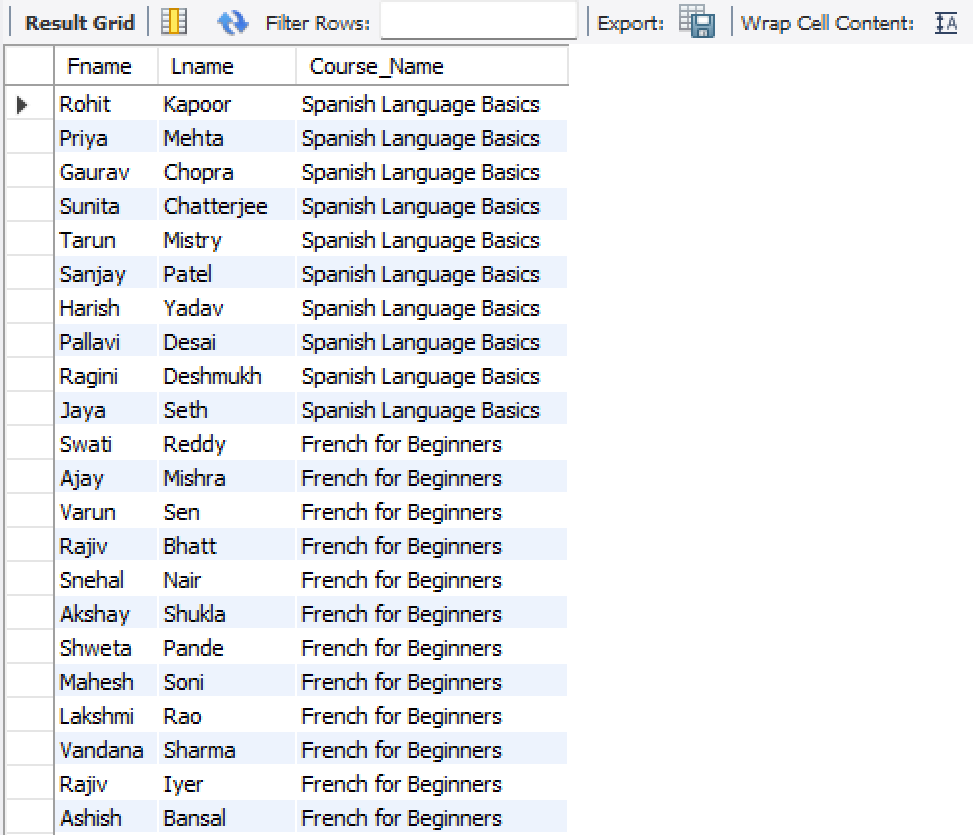 Result Grid Filter Rows: Export: Wrap Cell Content:
Fname Lname Course_Name
Rohit Kapoor Spanish Language Basics
Priya Mehta Spanish Language Basics
Gaurav Chopra Spanish Language Basics
Sunita Chatterjee Spanish Language Basics
Tarun Mistry Spanish Language Basics
Sanjay Patel Spanish Language Basics
Harish Yadav Spanish Language Basics
Pallavi Desai Spanish Language Basics
Ragini Deshmukh Spanish Language Basics
Jaya Seth Spanish Language Basics
Swati Reddy French for Beginners
Ajay Mishra French for Beginners
Varun Sen French for Beginners
Rajiv Bhatt French for Beginners
Snehal Nair French for Beginners
Akshay Shukla French for Beginners
Shweta Pande French for Beginners
Mahesh Soni French for Beginners
Lakshmi Rao French for Beginners
Vandana Sharma French for Beginners
Rajiv Iyer French for Beginners
Ashish Bansal French for Beginners